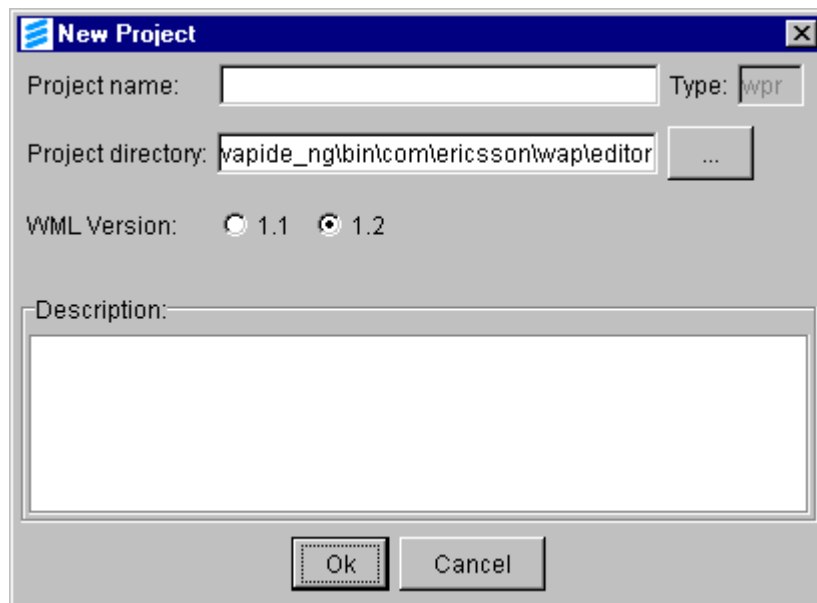 New Project
Project name: Type: wpr
Project directory: vapide_ng\bin\com\ericsson\wap\editor ...
WML Version: 1.1 1.2
Description:
Ok Cancel